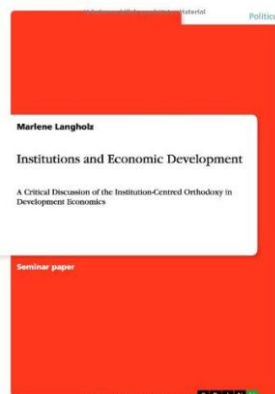 Politics
Marlene Langholz
Institutions and Economic Development
A Critical Discussion of the Institution-Centred Orthodoxy in
Development Economics
Seminar paper